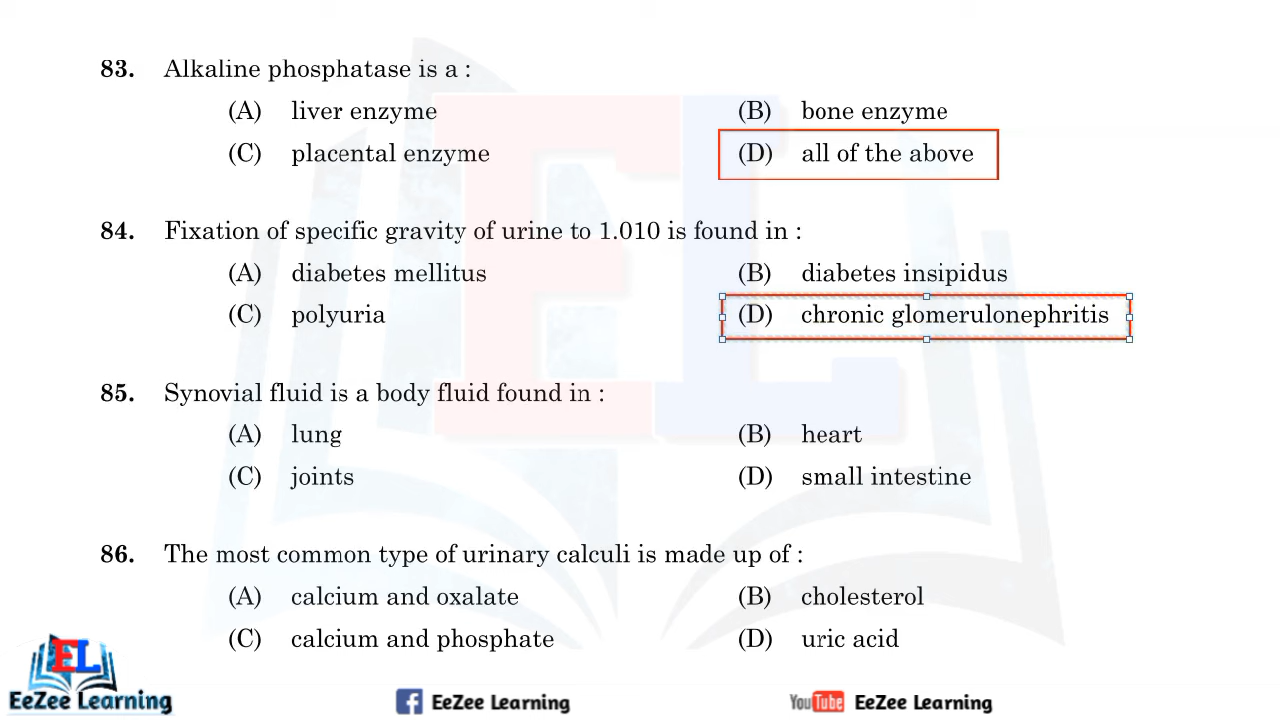 83. Alkaline phosphatase is a :
(A) liver enzyme (B) bone enzyme
(C) placental enzyme (D) all of the above
84. Fixation of specific gravity of urine to 1.010 is found in :
(A) diabetes mellitus (B) diabetes insipidus
(C) polyuria (D) chronic glomerulonephritis
85. Synovial fluid is a body fluid found in :
(A) lung (B) heart
(C) joints (D) small intestine
86. The most common type of urinary calculi is made up of :
(A) calcium and oxalate (B) cholesterol
(C) calcium and phosphate (D) uric acid
EL
EeZee Learning
f EeZee Learning
YouTube EeZee Learning